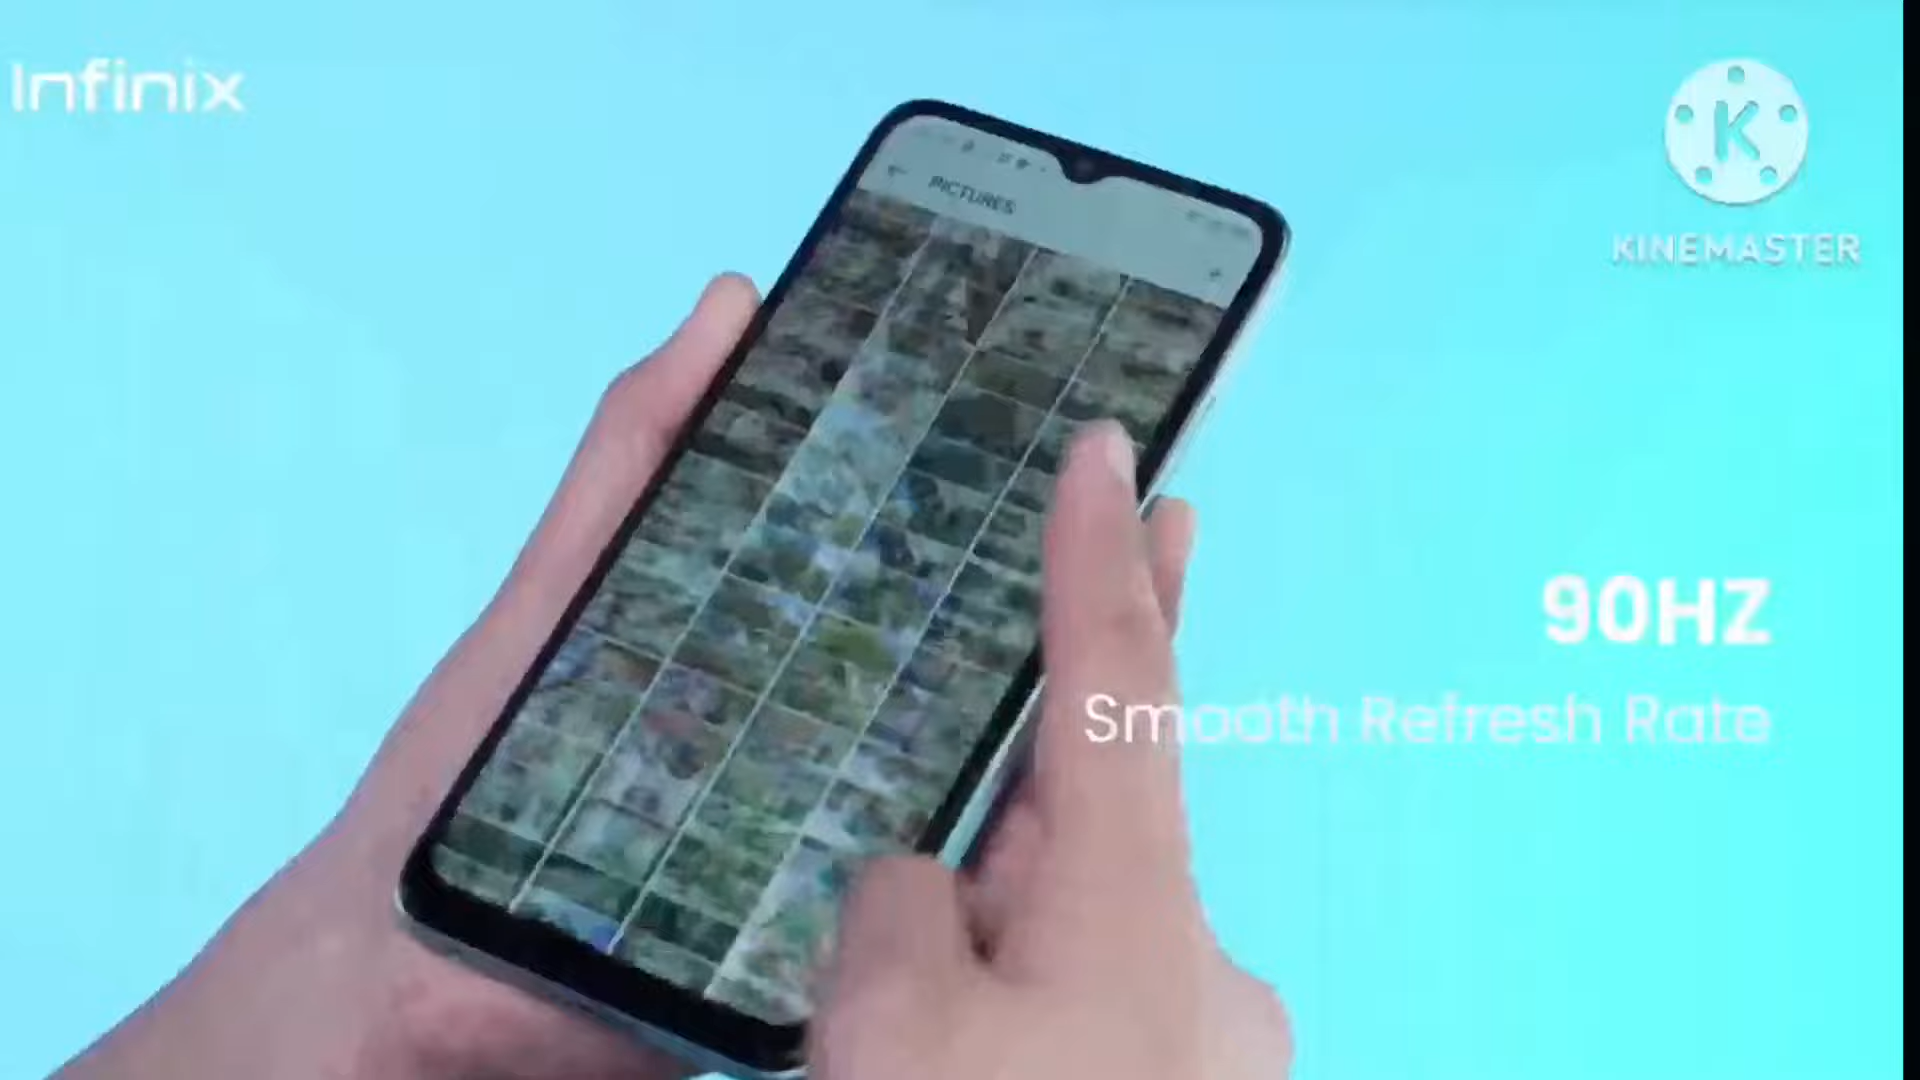 Infinix
K
KINEMASTER
PICTURES
90HZ
Smooth Refresh Rate